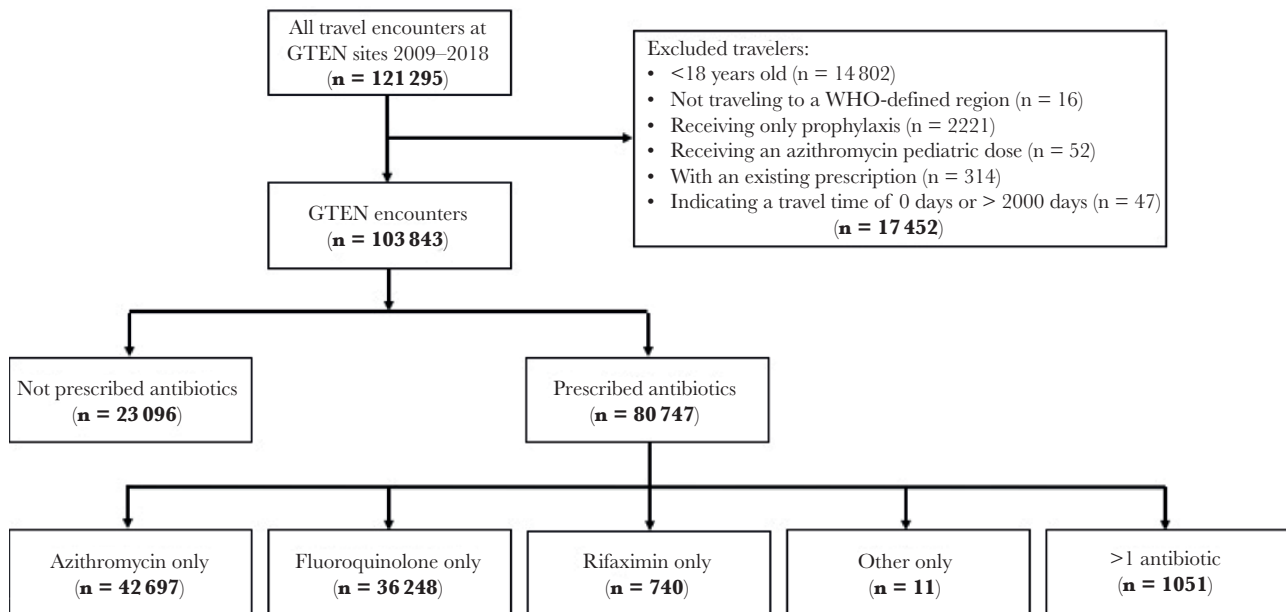 All travel encounters at
GTEN sites 2009–2018
(n = 121 295)
Excluded travelers:
• <18 years old (n = 14 802)
• Not traveling to a WHO-defined region (n = 16)
• Receiving only prophylaxis (n = 2221)
• Receiving an azithromycin pediatric dose (n = 52)
• With an existing prescription (n = 314)
• Indicating a travel time of 0 days or > 2000 days (n = 47)
(n = 17 452)
GTEN encounters
(n = 103 843)
Not prescribed antibiotics
(n = 23 096)
Prescribed antibiotics
(n = 80 747)
Azithromycin only
(n = 42 697)
Fluoroquinolone only
(n = 36 248)
Rifaximin only
(n = 740)
Other only
(n = 11)
>1 antibiotic
(n = 1051)